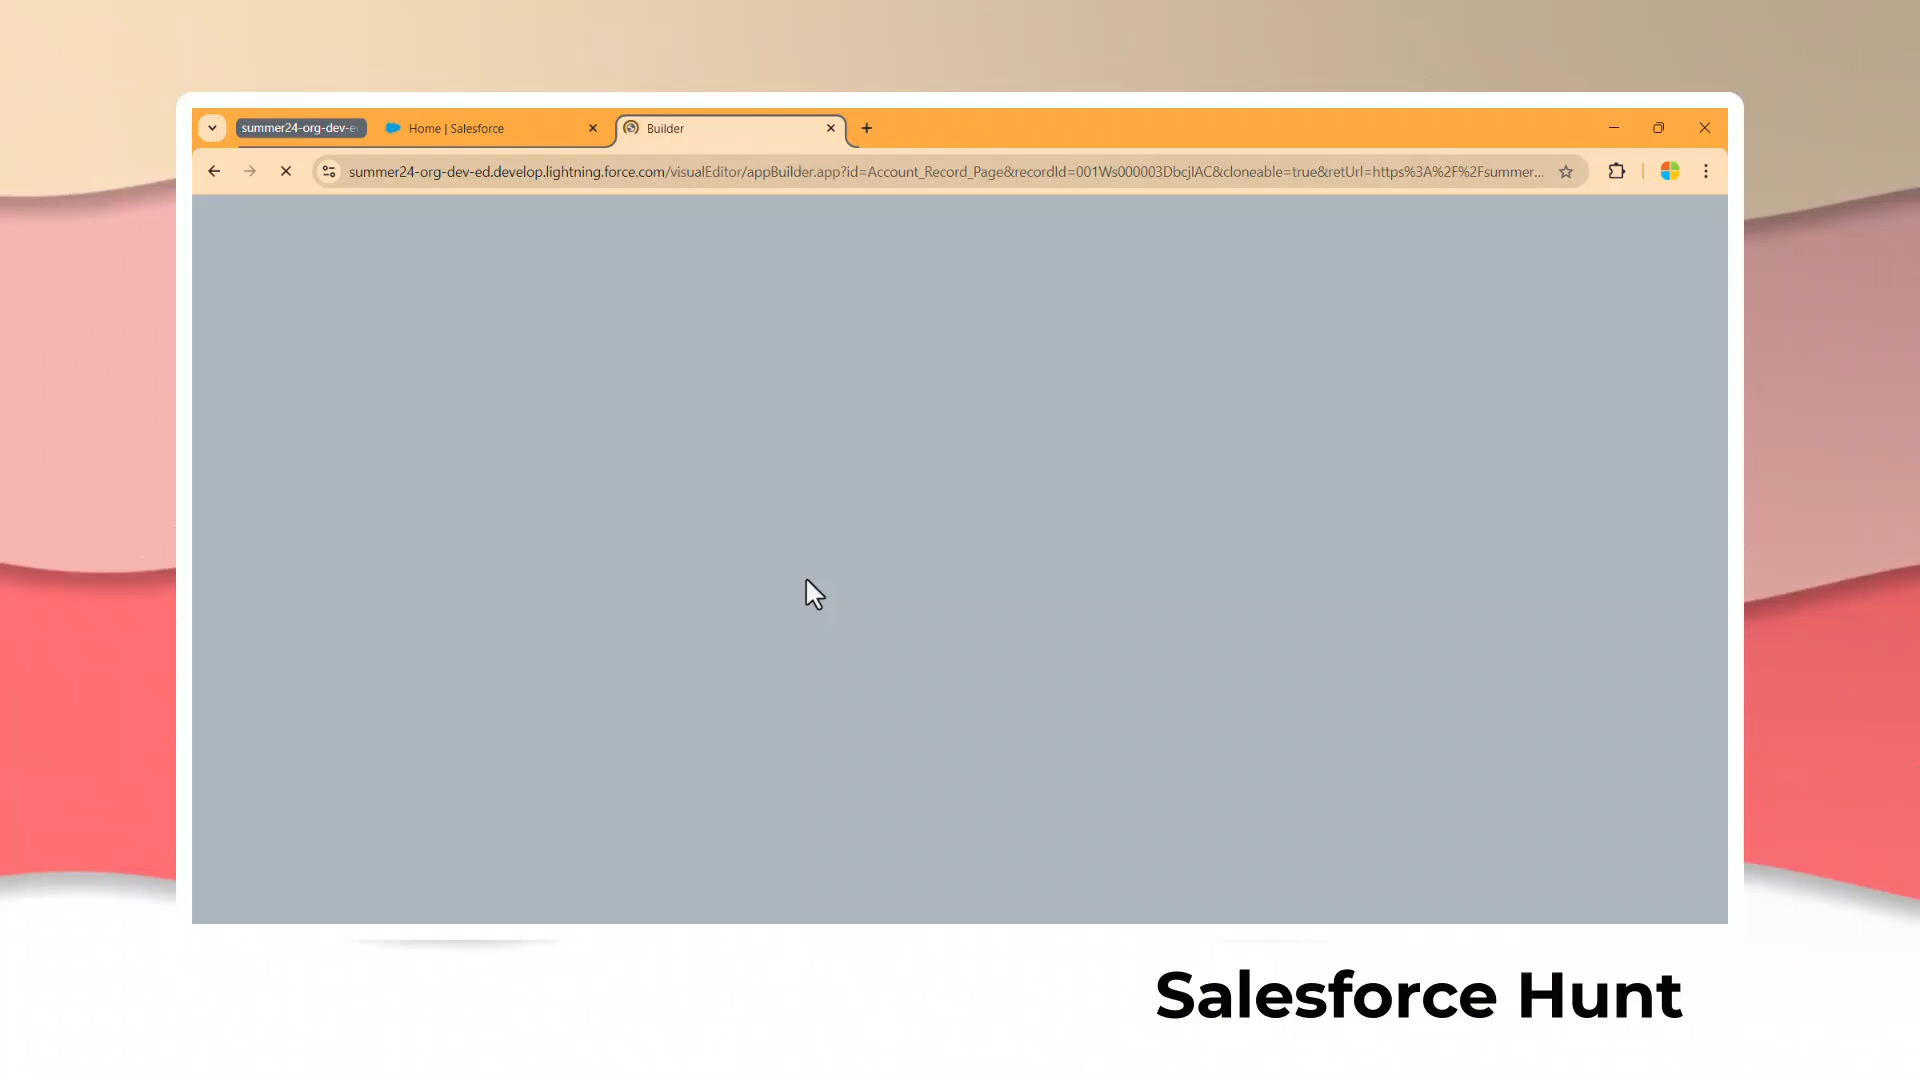 summer24-org-dev-ec
Home | Salesforce
Builder
summer24-org-dev-ed.develop.lightning.force.com/visualEditor/appBuilder.app?id=Account_Record_Page&recordId=001Ws000003DbcjIAC&cloneable=true&retUrl=https%3A%2F%2Fsummer...
Salesforce Hunt